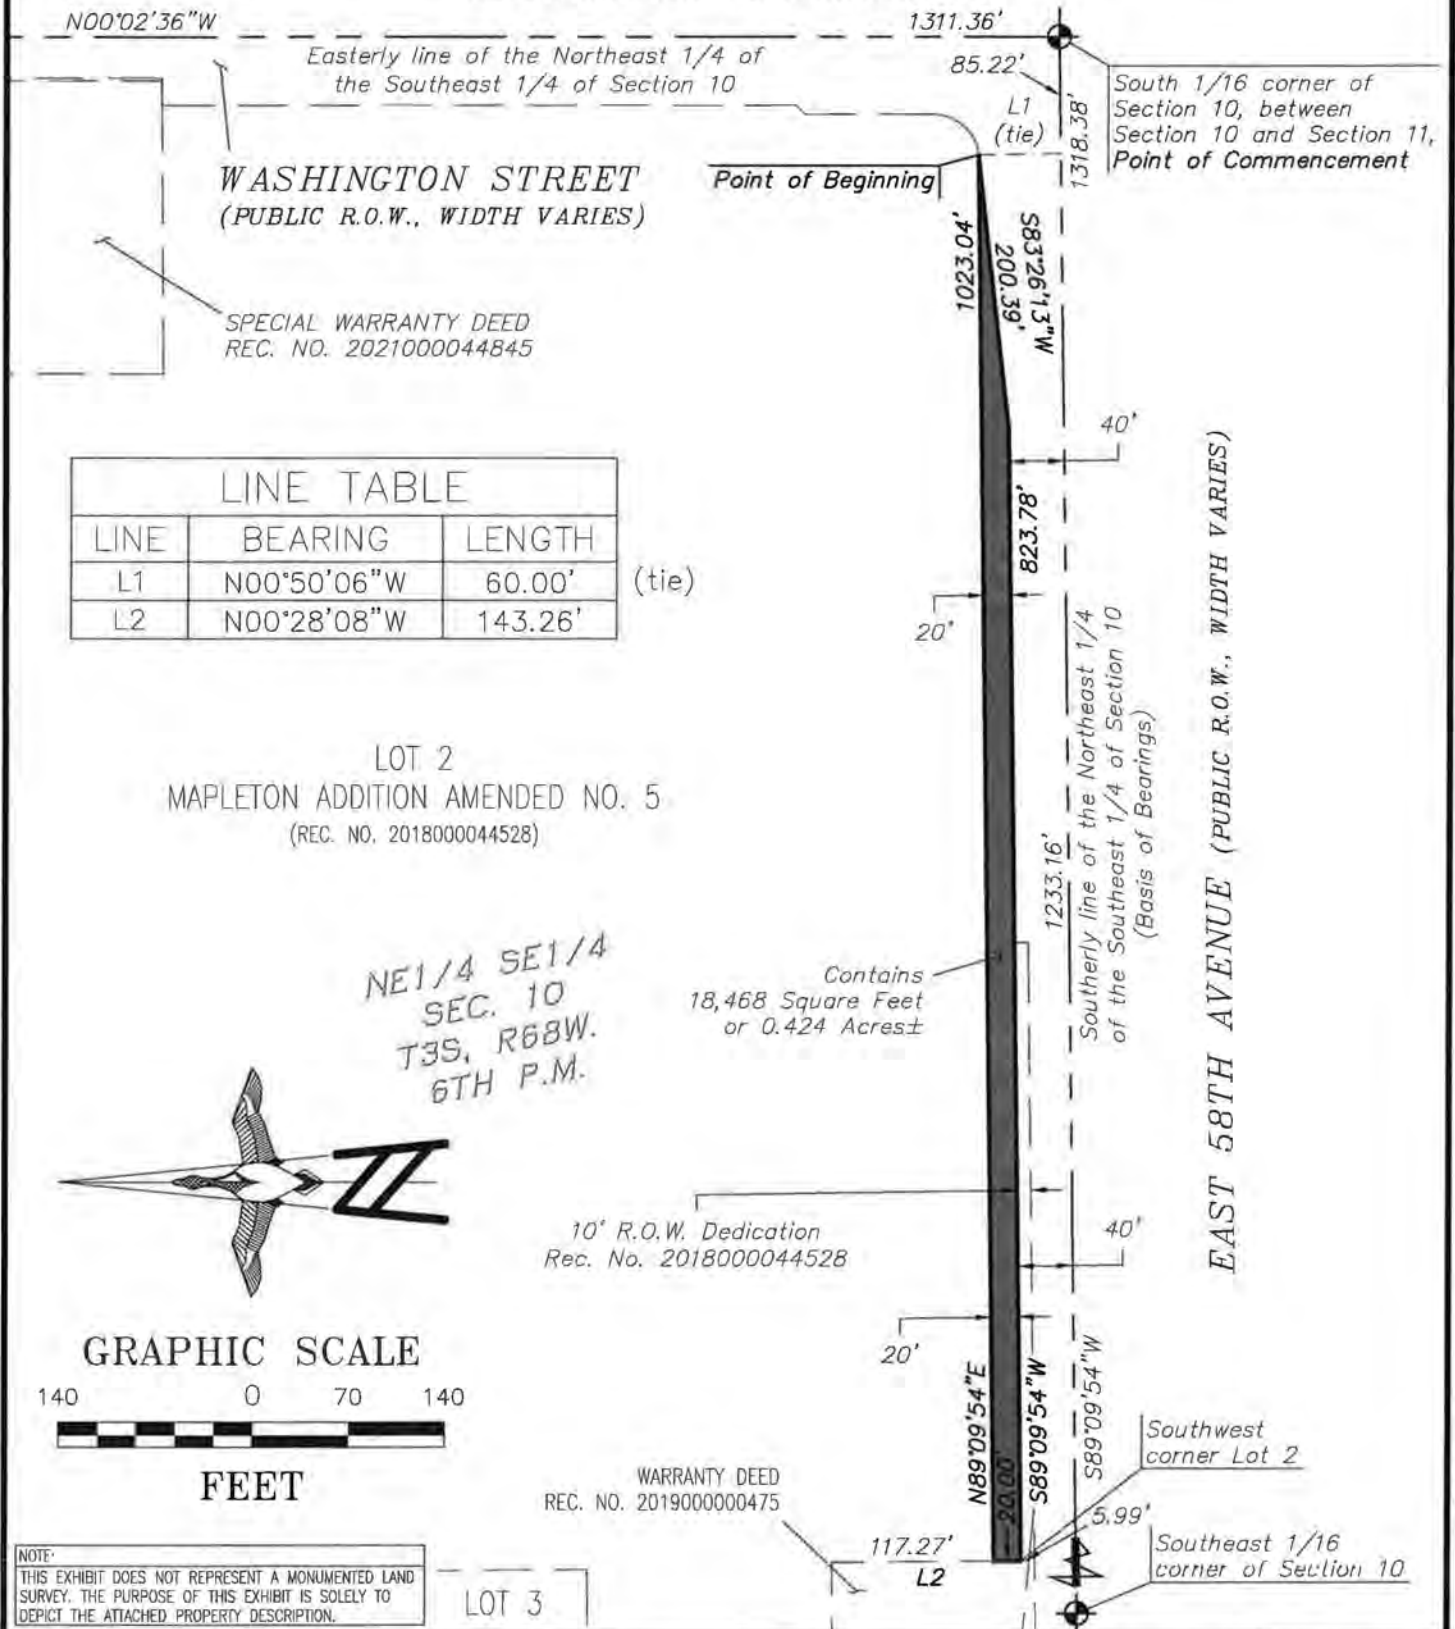 N00°02'36"W
1311.36'
Easterly line of the Northeast 1/4 of
the Southeast 1/4 of Section 10
85.22'
L1
(tie)
1318.38'
South 1/16 corner of
Section 10, between
Section 10 and Section 11,
Point of Commencement
WASHINGTON STREET
(PUBLIC R.O.W., WIDTH VARIES)
Point of Beginning
1023.04'
S83°26'13"W
200.39'
SPECIAL WARRANTY DEED
REC. NO. 2021000044845
40'
LINE TABLE
LINE BEARING LENGTH
L1 N00°50'06"W 60.00' (tie)
L2 N00°28'08"W 143.26'
823.78'
20'
EAST 58TH AVENUE (PUBLIC R.O.W., WIDTH VARIES)
Southerly line of the Northeast 1/4
of the Southeast 1/4 of Section 10
(Basis of Bearings)
1233.16'
LOT 2
MAPLETON ADDITION AMENDED NO. 5
(REC. NO. 2018000044528)
NE1/4 SE1/4
SEC. 10
T3S, R68W.
6TH P.M.
Contains
18,468 Square Feet
or 0.424 Acres±
10' R.O.W. Dedication
Rec. No. 2018000044528
40'
20'
GRAPHIC SCALE
140 0 70 140
FEET
N89°09'54"E
20.00'
S89°09'54"W
S89°09'54"W
Southwest
corner Lot 2
WARRANTY DEED
REC. NO. 2019000000475
5.99'
117.27'
L2
Southeast 1/16
corner of Section 10
NOTE:
THIS EXHIBIT DOES NOT REPRESENT A MONUMENTED LAND
SURVEY. THE PURPOSE OF THIS EXHIBIT IS SOLELY TO
DEPICT THE ATTACHED PROPERTY DESCRIPTION.
LOT 3